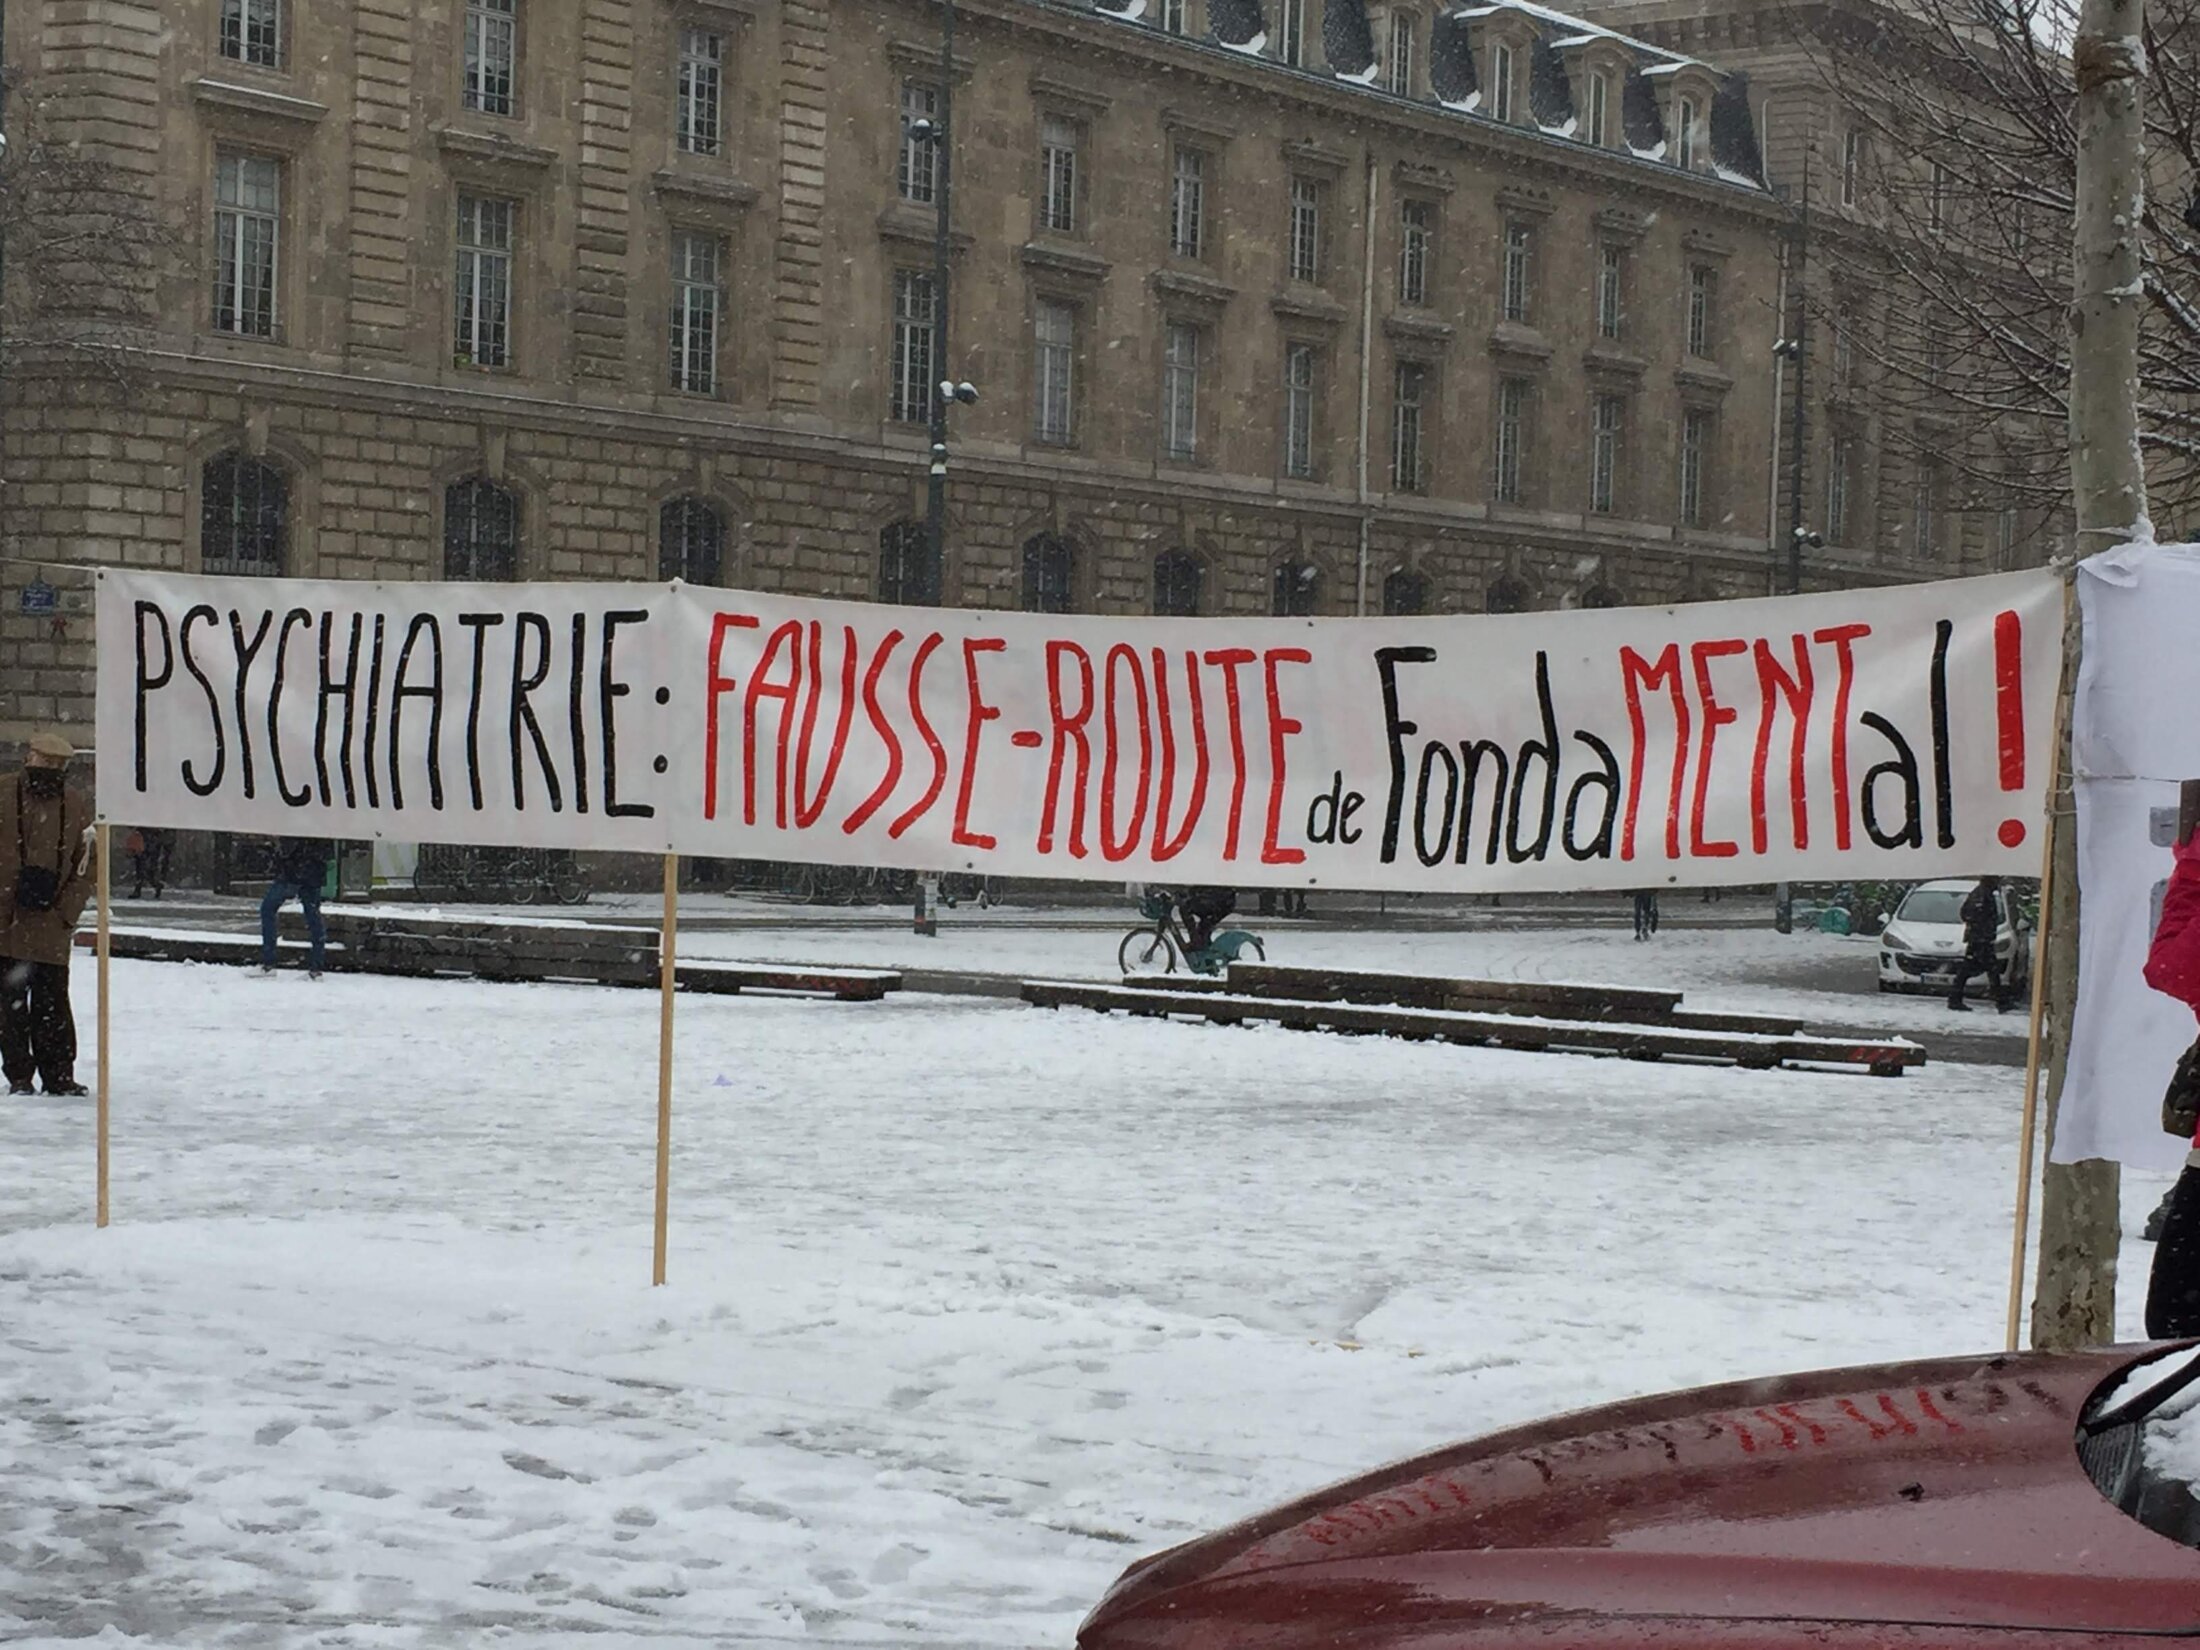 PSYCHIATRIE: FAUSSE-ROUTE de FondaMENTal !